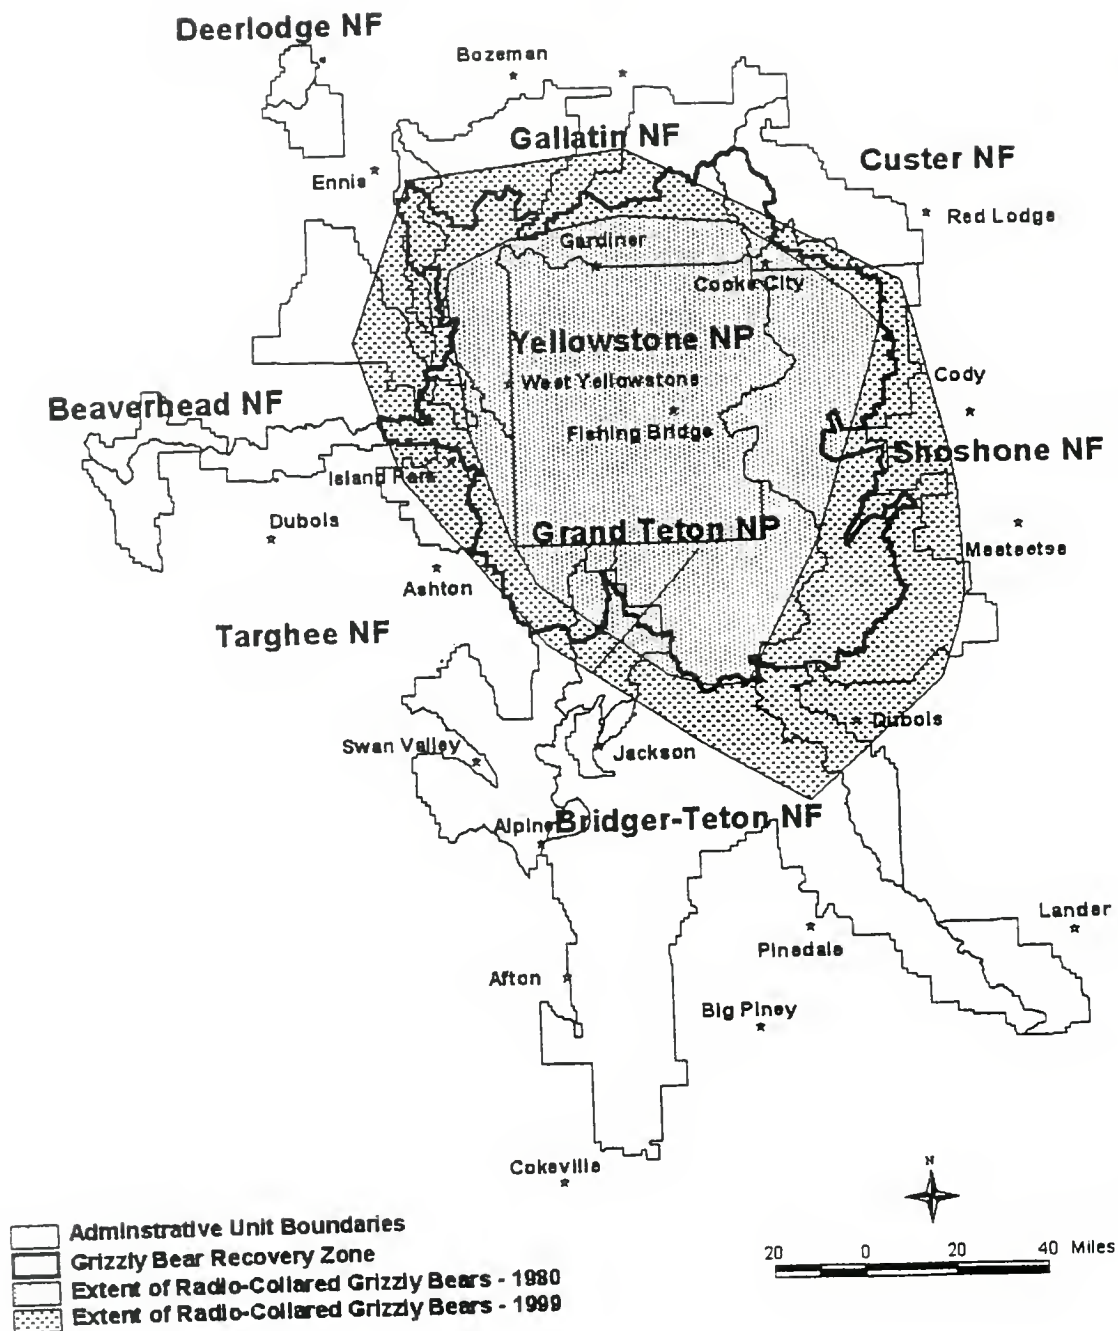 Deerlodge NF
Bozeman
Gallatin NF
Custer NF
Ennis
Red Lodge
Gardiner
Cooke City
Yellowstone NP
West Yellowstone
Cody
Beaverhead NF
Fishing Bridge
Shoshone NF
Island Park
Dubois
Grand Teton NP
Meeteetse
Ashton
Targhee NF
Dubois
Swan Valley
Jackson
Alpine
Bridger-Teton NF
Lander
Pinedale
Afton
Big Piney
Cokeville
N
Adminstrative Unit Boundaries
Grizzly Bear Recovery Zone
Extent of Radio-Collared Grizzly Bears - 1980
Extent of Radio-Collared Grizzly Bears - 1999
20 0 20 40 Miles